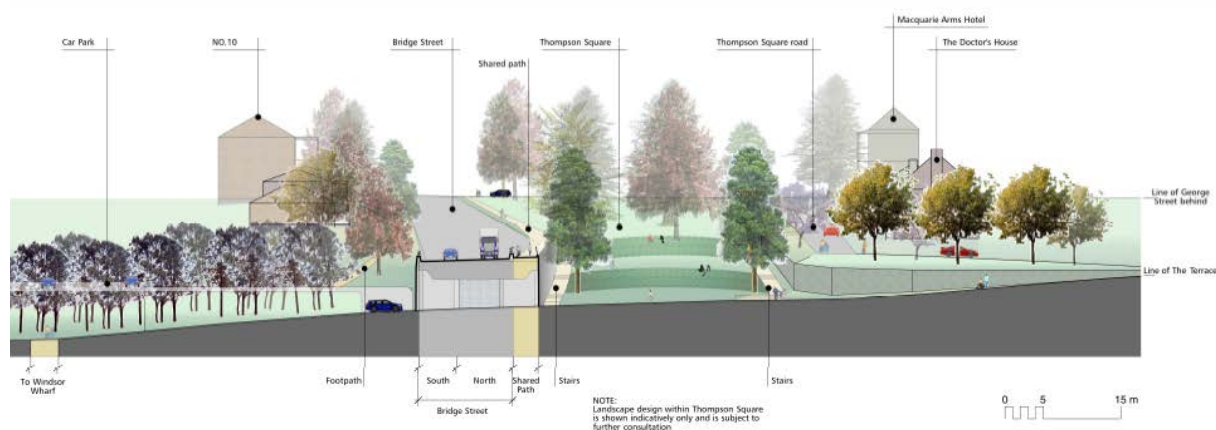 Macquarie Arms Hotel
Car Park
NO.10
Bridge Street
Thompson Square
Thompson Square road
The Doctor's House
Shared path
Line of George
Street behind
Line of The Terrace
To Windsor
Wharf
Footpath
South
North
Shared
Path
Stairs
Stairs
Bridge Street
NOTE:
Landscape design within Thompson Square
is shown indicatively only and is subject to
further consultation
0 5 15 m